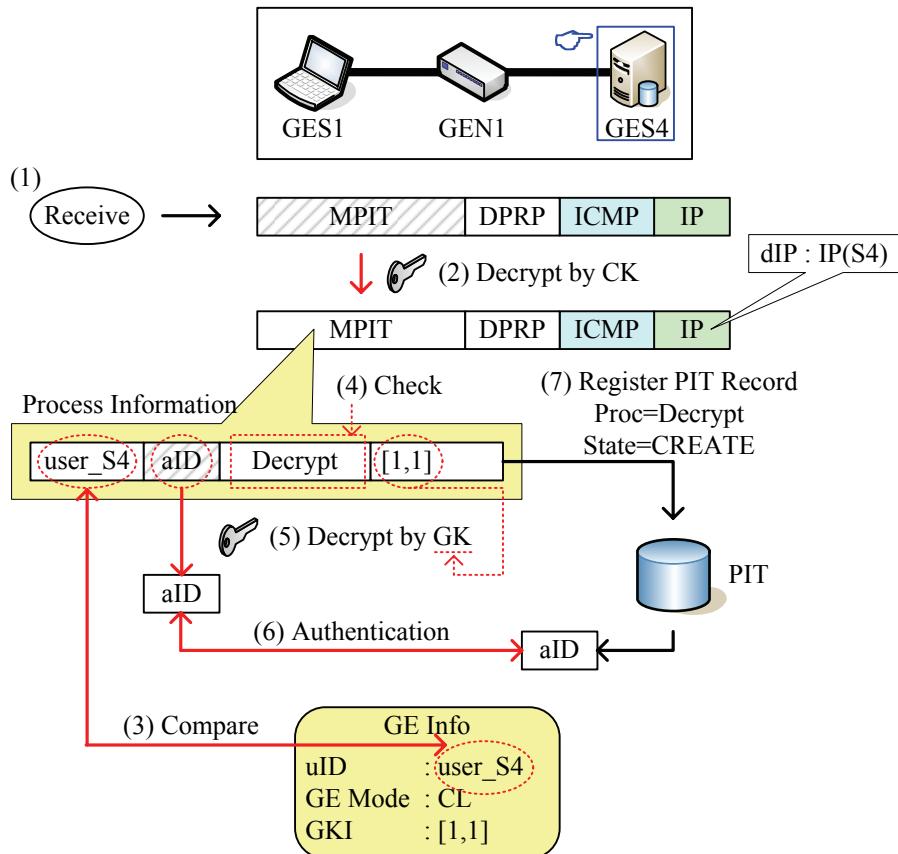 GES1 GEN1 GES4
(1)
Receive
MPIT DPRP ICMP IP
(2) Decrypt by CK
dIP : IP(S4)
MPIT DPRP ICMP IP
(4) Check
(7) Register PIT Record
Proc=Decrypt
State=CREATE
Process Information
user_S4 aID Decrypt [1,1]
(5) Decrypt by GK
PIT
aID
(6) Authentication
aID
(3) Compare
GE Info
uID : user_S4
GE Mode : CL
GKI : [1,1]